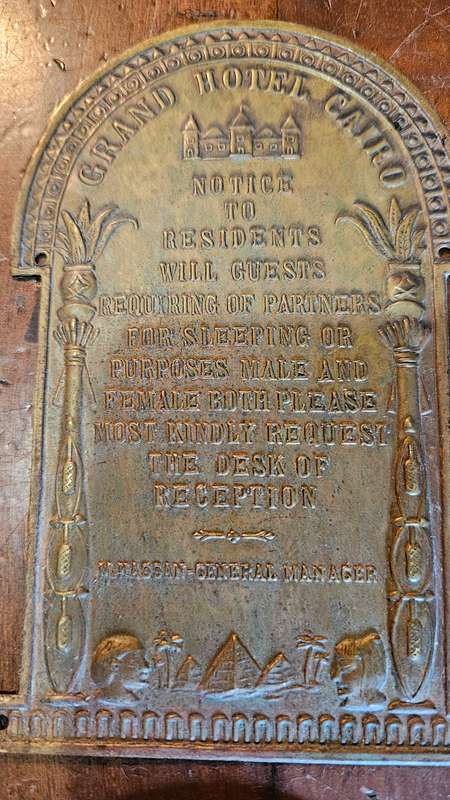 GRAND HOTEL CAIRO
NOTICE
TO
RESIDENTS
WILL GUESTS
REQUIRING OF PARTNERS
FOR SLEEPING OR
PURPOSES MALE AND
FEMALE BOTH PLEASE
MOST KINDLY REQUEST
THE DESK OF
RECEPTION
M.HASSAN-GENERAL MANAGER